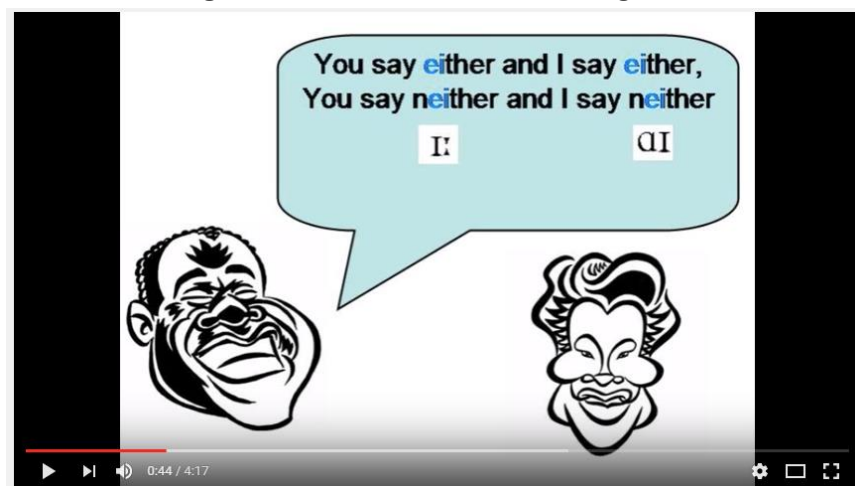 You say either and I say either,
You say neither and I say neither
ɪː ɑɪ
0:44 / 4:17